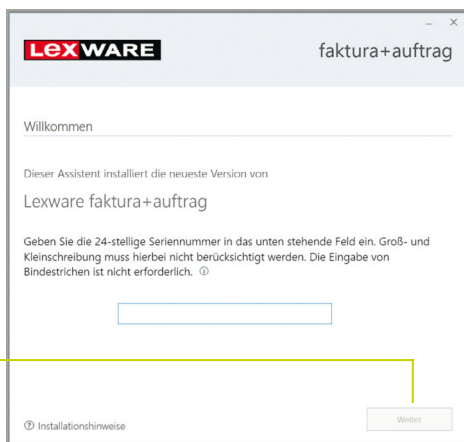 LEXWARE
faktura+auftrag
Willkommen
Dieser Assistent installiert die neueste Version von
Lexware faktura+auftrag
Geben Sie die 24-stellige Seriennummer in das unten stehende Feld ein. Groß- und
Kleinschreibung muss hierbei nicht berücksichtigt werden. Die Eingabe von
Bindestrichen ist nicht erforderlich.
Installationshinweise
Weiter